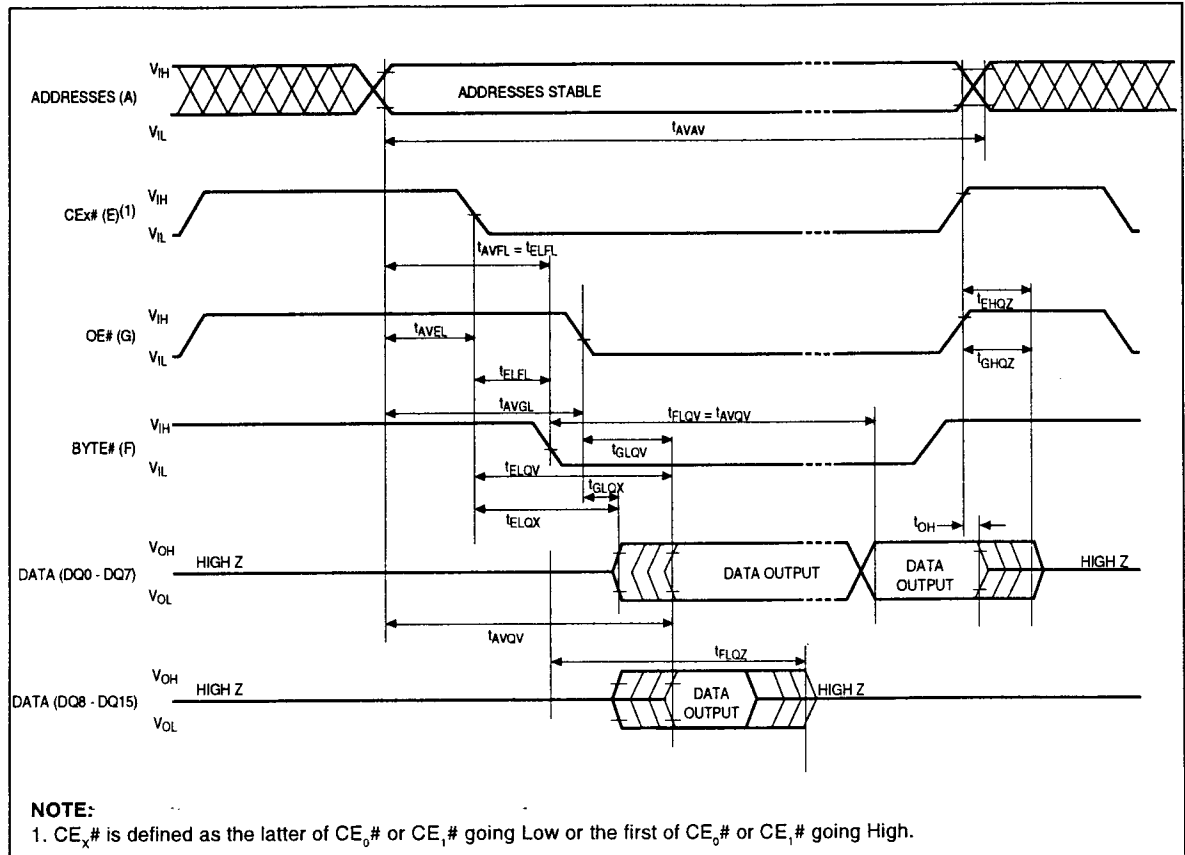 VIH
ADDRESSES (A)
ADDRESSES STABLE
VIL
tAVAV
VIH
CEx# (E)(1)
VIL
tAVFL = tELFL
tEHQZ
VIH
OE# (G)
tAVEL
VIL
tGHQZ
tELFL
tAVGL
tFLQV = tAVQV
VIH
BYTE# (F)
tGLQV
VIL
tELQV
tGLQX
tELQX
tOH
VOH
HIGH Z
DATA (DQ0 - DQ7)
DATA OUTPUT
DATA
OUTPUT
HIGH Z
VOL
tAVQV
tFLQZ
VOH
HIGH Z
DATA (DQ8 - DQ15)
DATA
OUTPUT
HIGH Z
VOL
NOTE:
1. CEX# is defined as the latter of CE0# or CE1# going Low or the first of CE0# or CE1# going High.